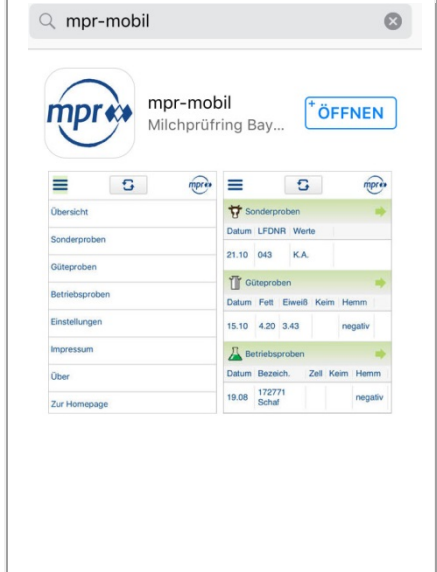 mpr-mobil
mpr
mpr-mobil
Milchprüfring Bay...
+ÖFFNEN
mpr
Übersicht
Sonderproben
Güteproben
Betriebsproben
Einstellungen
Impressum
Über
Zur Homepage
mpr
Sonderproben
Datum LFDNR Werte
21.10 043 K.A.
Güteproben
Datum Fett Eiweiß Keim Hemm
15.10 4.20 3.43 negativ
Betriebsproben
Datum Bezeich. Zell Keim Hemm
19.08 172771 Schaf negativ